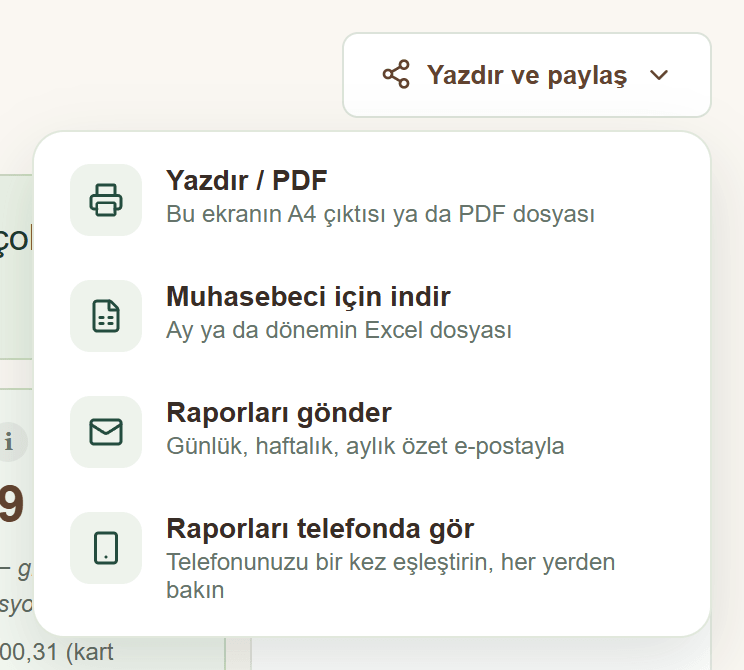 Yazdır ve paylaş
Yazdır / PDF
Bu ekranın A4 çıktısı ya da PDF dosyası
Muhasebeci için indir
Ay ya da dönemin Excel dosyası
Raporları gönder
Günlük, haftalık, aylık özet e-postayla
Raporları telefonda gör
Telefonunuzu bir kez eşleştirin, her yerden
bakın
i
9
00,31 (kart